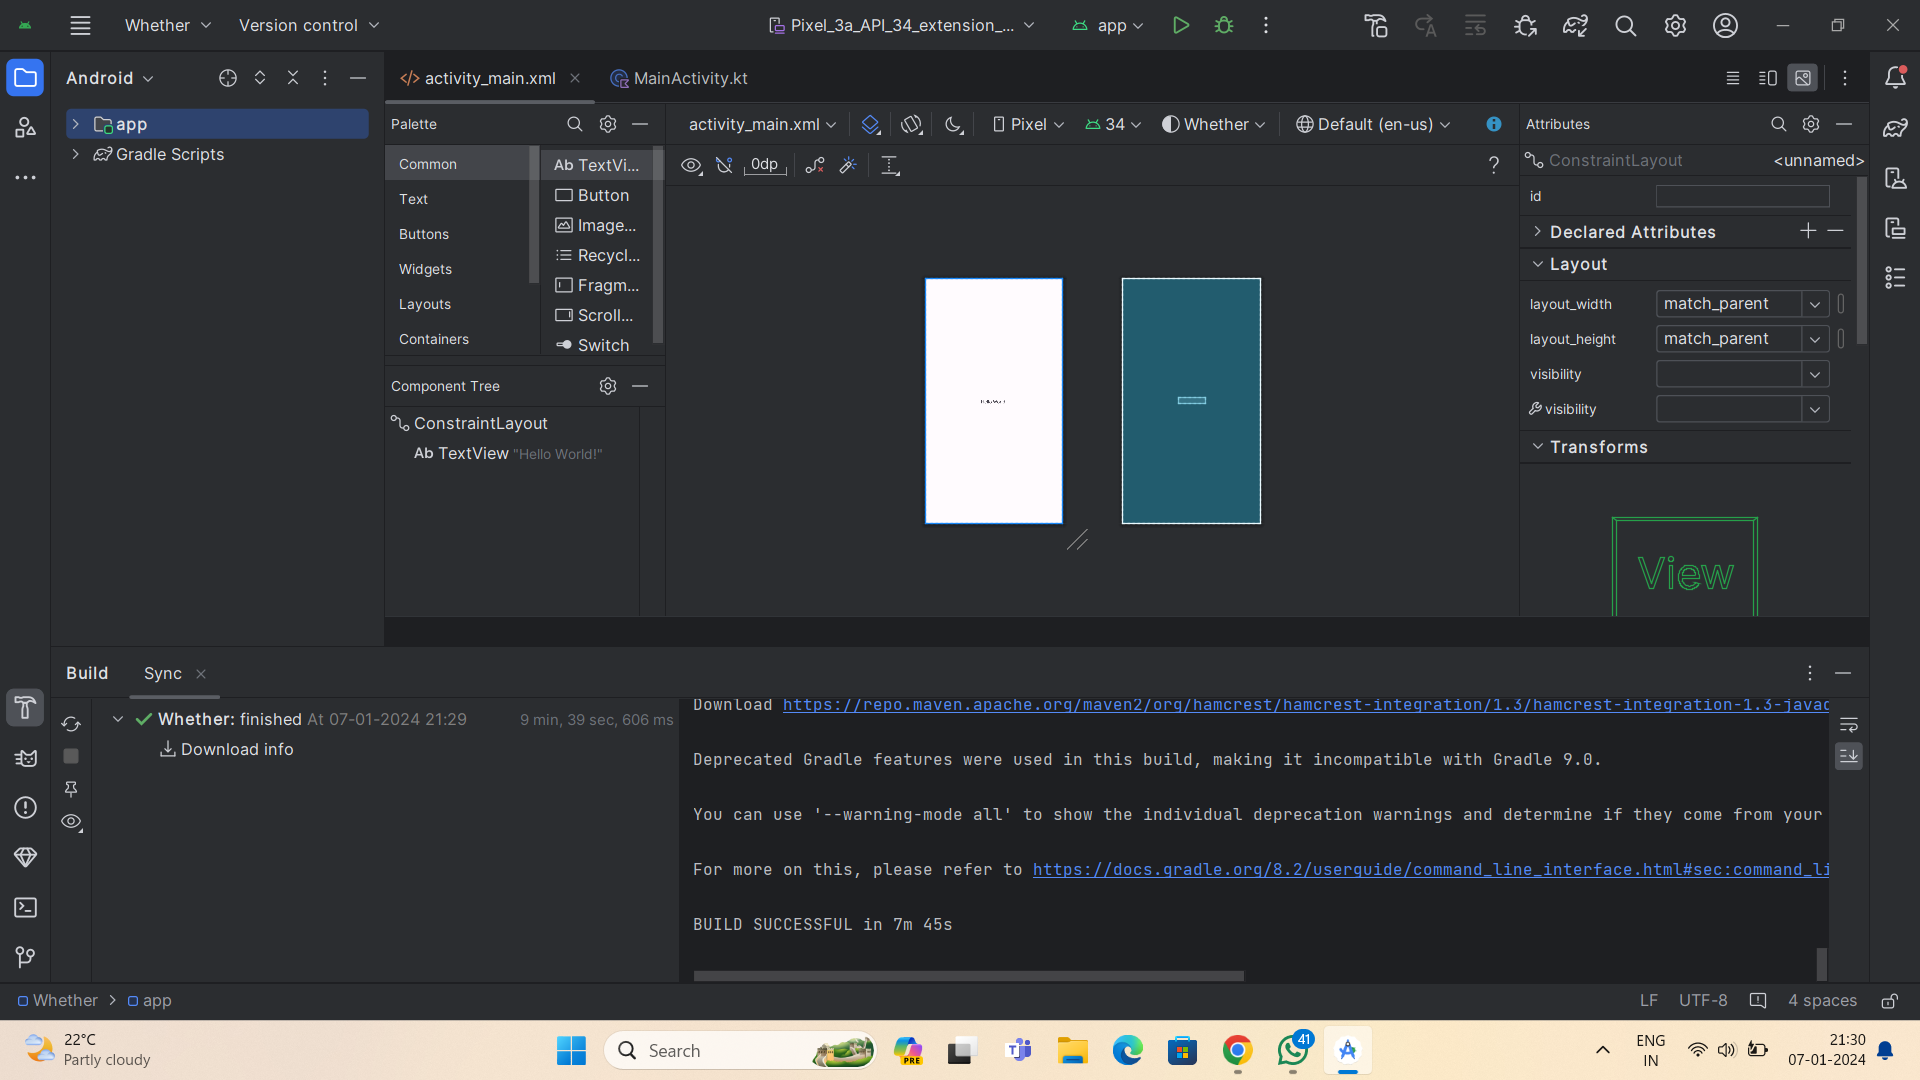 Whether
Version control
Pixel_3a_API_34_extension_...
app
Android
activity_main.xml
MainActivity.kt
app
Gradle Scripts
Palette
Common
Text
Buttons
Widgets
Layouts
Containers
Ab TextVi...
Button
Image...
Recycl...
Fragm...
Scroll...
Switch
Component Tree
ConstraintLayout
Ab TextView "Hello World!"
activity_main.xml
Pixel
34
Whether
Default (en-us)
0dp
?
Attributes
ConstraintLayout
<unnamed>
id
Declared Attributes
Layout
layout_width
match_parent
layout_height
match_parent
visibility
visibility
Transforms
View
Build
Sync
Whether: finished At 07-01-2024 21:29
9 min, 39 sec, 606 ms
Download info
Download https://repo.maven.apache.org/maven2/org/hamcrest/hamcrest-integration/1.3/hamcrest-integration-1.3-javad
Deprecated Gradle features were used in this build, making it incompatible with Gradle 9.0.
You can use '--warning-mode all' to show the individual deprecation warnings and determine if they come from your
For more on this, please refer to https://docs.gradle.org/8.2/userguide/command_line_interface.html#sec:command_li
BUILD SUCCESSFUL in 7m 45s
Whether
app
LF
UTF-8
4 spaces
22°C
Partly cloudy
Search
PRE
41
ENG
IN
21:30
07-01-2024